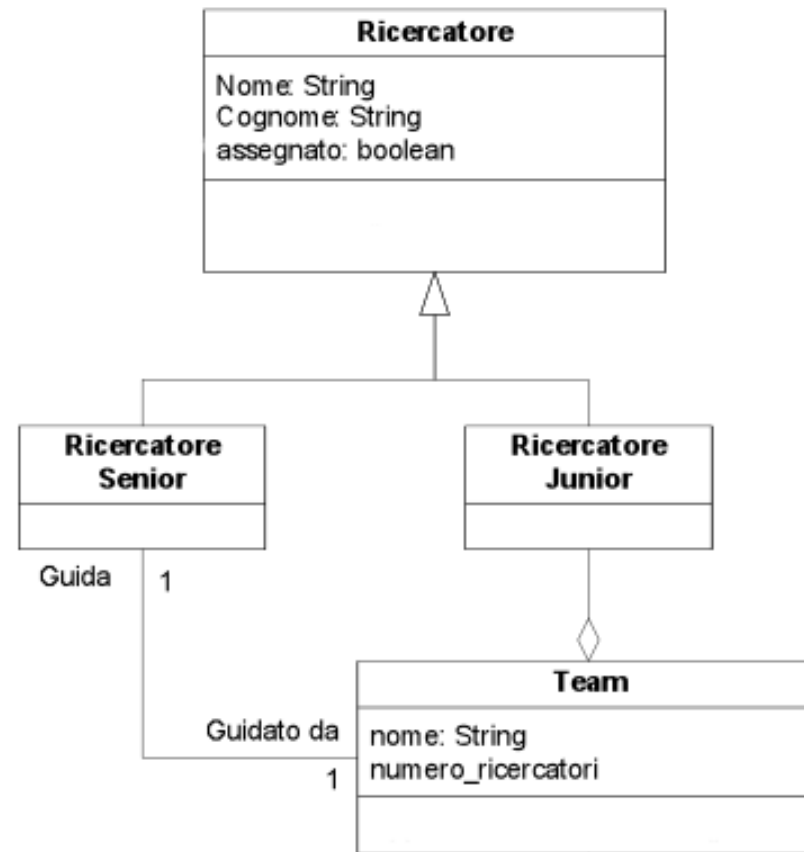 Ricercatore
Nome: String
Cognome: String
assegnato: boolean
Ricercatore
Senior
Ricercatore
Junior
Guida
1
Team
Guidato da
1
nome: String
numero_ricercatori